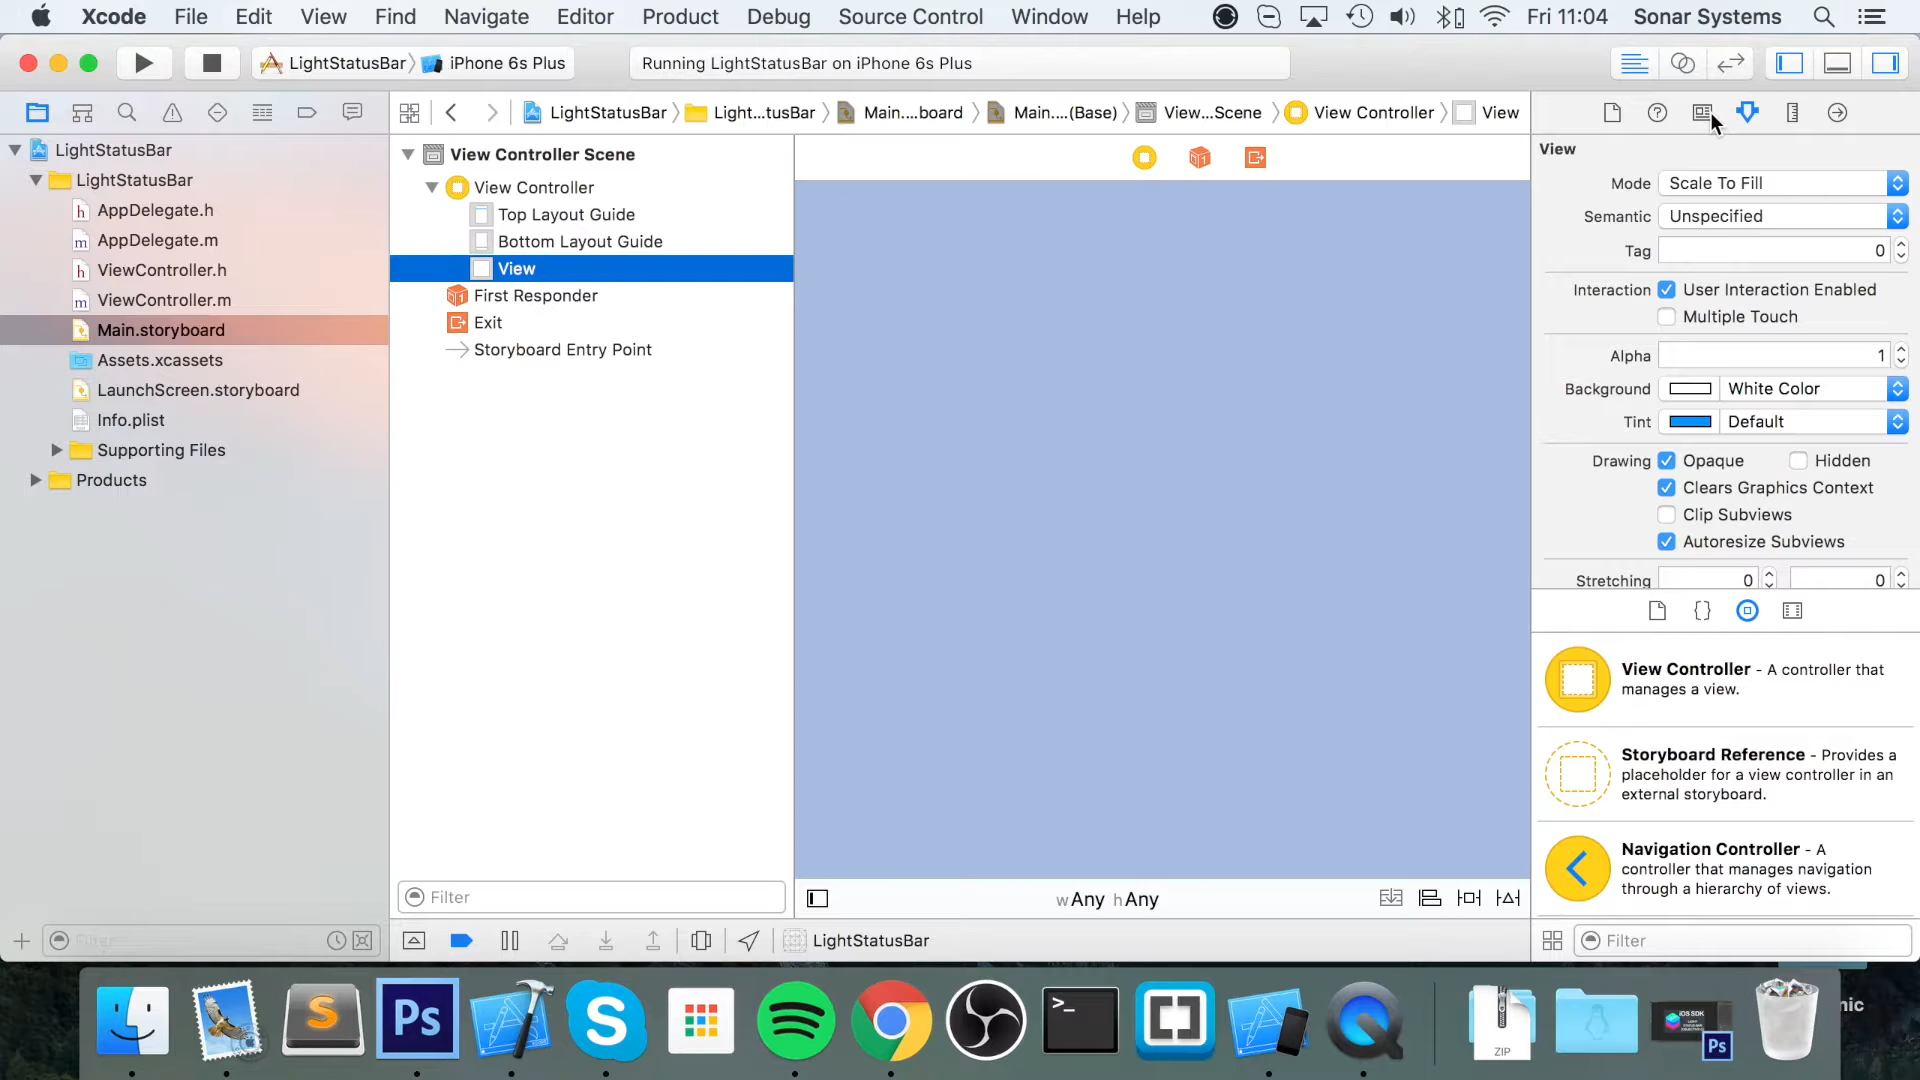 Xcode File Edit View Find Navigate Editor Product Debug Source Control Window Help Fri 11:04 Sonar Systems
LightStatusBar iPhone 6s Plus Running LightStatusBar on iPhone 6s Plus
LightStatusBar Light...tusBar Main....board Main....(Base) View...Scene View Controller View
LightStatusBar
LightStatusBar
AppDelegate.h
AppDelegate.m
ViewController.h
ViewController.m
Main.storyboard
Assets.xcassets
LaunchScreen.storyboard
Info.plist
Supporting Files
Products
Filter
View Controller Scene
View Controller
Top Layout Guide
Bottom Layout Guide
View
First Responder
Exit
Storyboard Entry Point
Filter
wAny hAny
LightStatusBar
View
Mode Scale To Fill
Semantic Unspecified
Tag 0
Interaction User Interaction Enabled
Multiple Touch
Alpha 1
Background White Color
Tint Default
Drawing Opaque Hidden
Clears Graphics Context
Clip Subviews
Autoresize Subviews
Stretching 0 0
View Controller - A controller that
manages a view.
Storyboard Reference - Provides a
placeholder for a view controller in an
external storyboard.
Navigation Controller - A
controller that manages navigation
through a hierarchy of views.
Filter
S Ps S >_ ZIP iOS SDK Ps nic